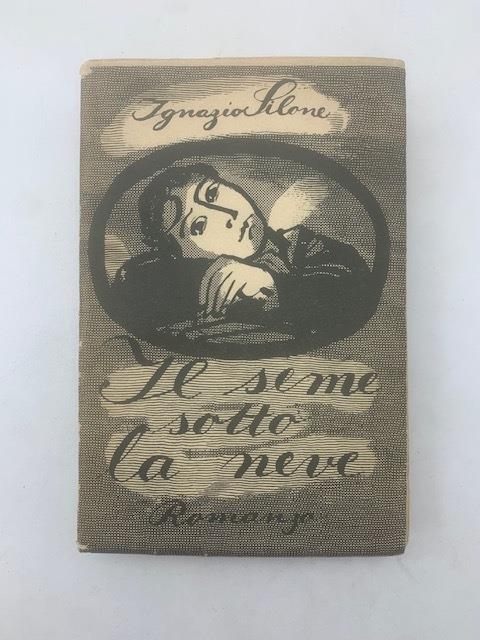 Ignazio Silone
Il seme
sotto
la neve
Romanzo